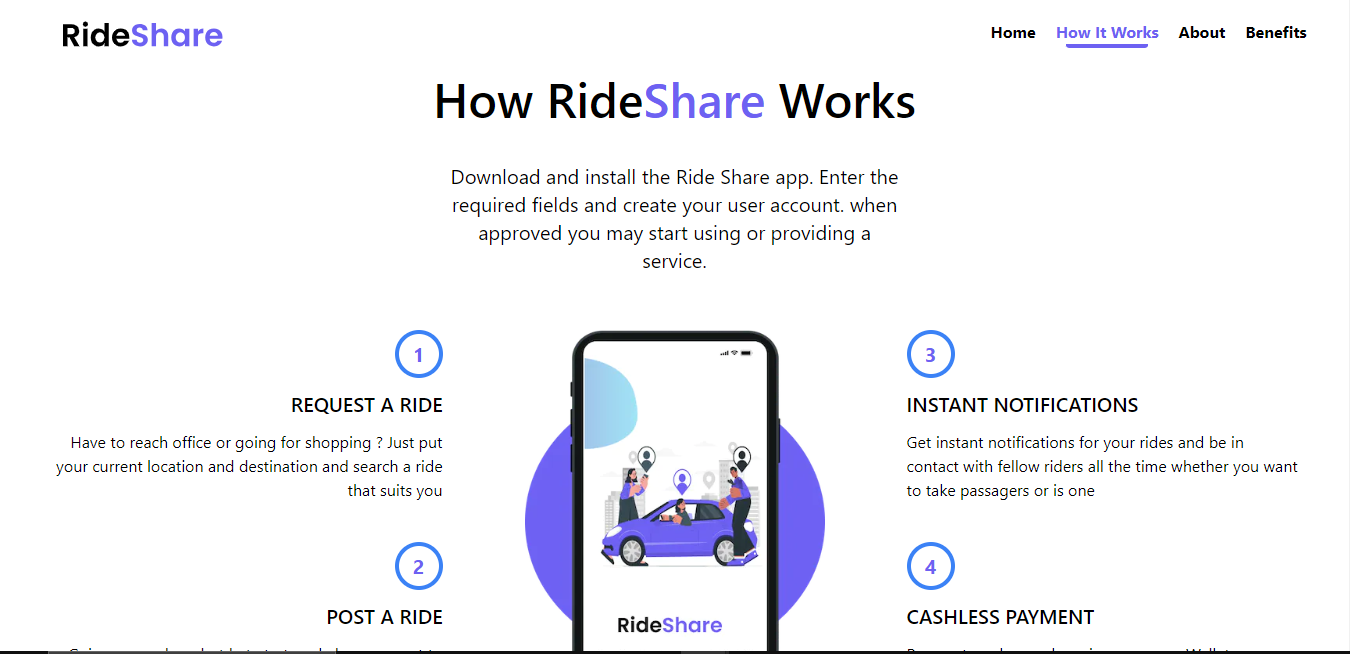 RideShare
Home How It Works About Benefits
How RideShare Works
Download and install the Ride Share app. Enter the
required fields and create your user account. when
approved you may start using or providing a
service.
1
REQUEST A RIDE
Have to reach office or going for shopping ? Just put
your current location and destination and search a ride
that suits you
2
POST A RIDE
RideShare
3
INSTANT NOTIFICATIONS
Get instant notifications for your rides and be in
contact with fellow riders all the time whether you want
to take passagers or is one
4
CASHLESS PAYMENT